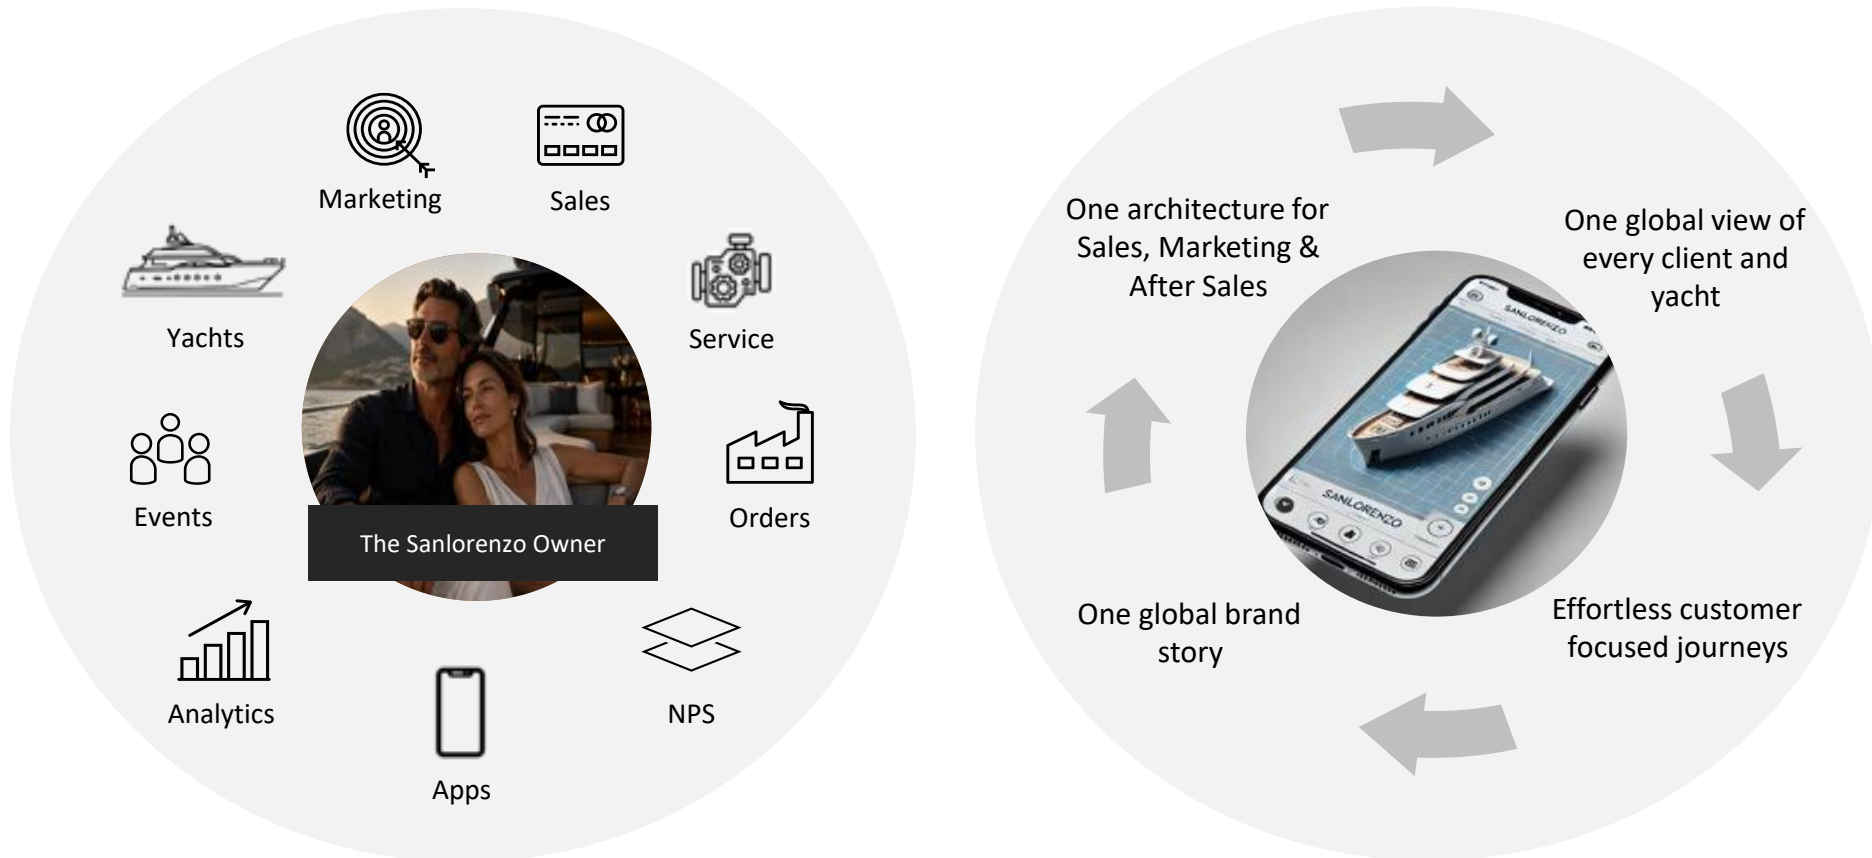 Marketing
Sales
Yachts
Service
Events
Orders
The Sanlorenzo Owner
Analytics
NPS
Apps
One architecture for
Sales, Marketing &
After Sales
One global view of
every client and
yacht
SANLORENZO
SANLORENZO
One global brand
story
Effortless customer
focused journeys